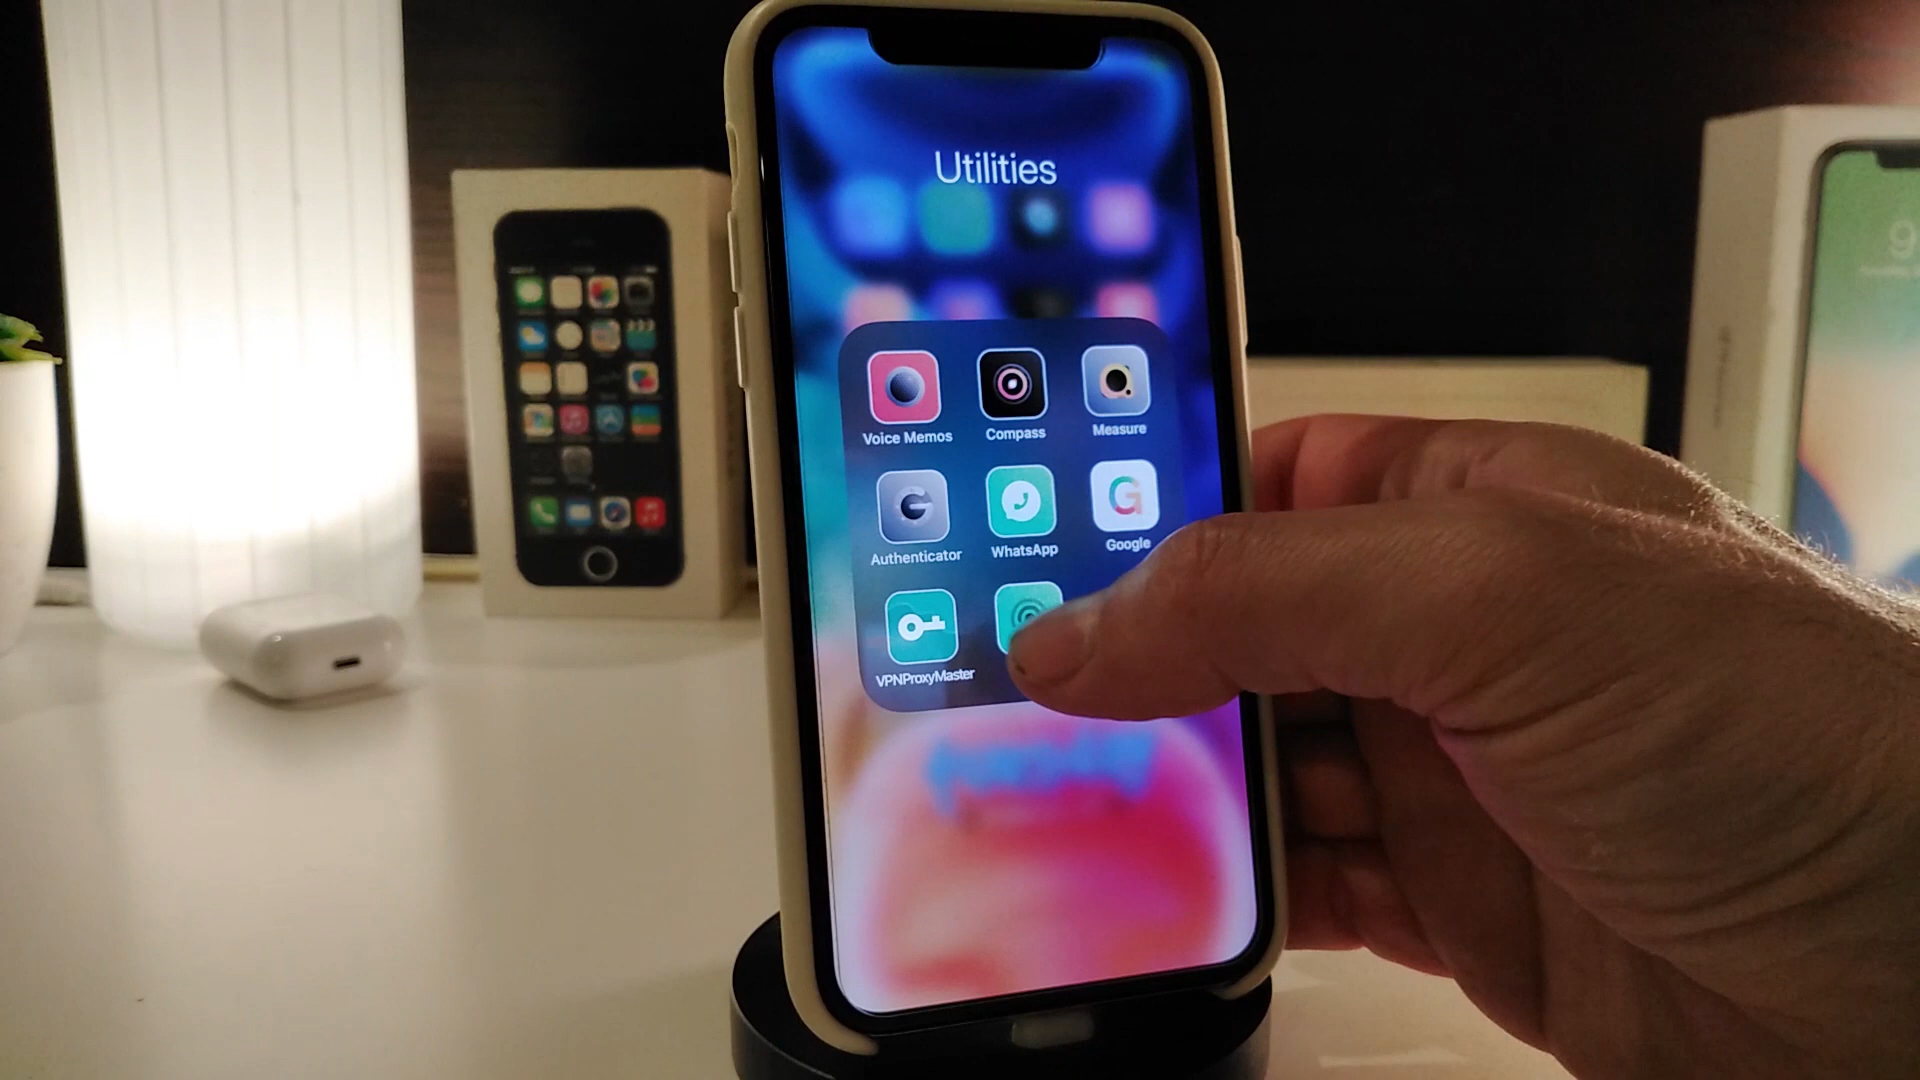 Utilities
Voice Memos
Compass
Measure
Authenticator
WhatsApp
Google
VPNProxyMaster